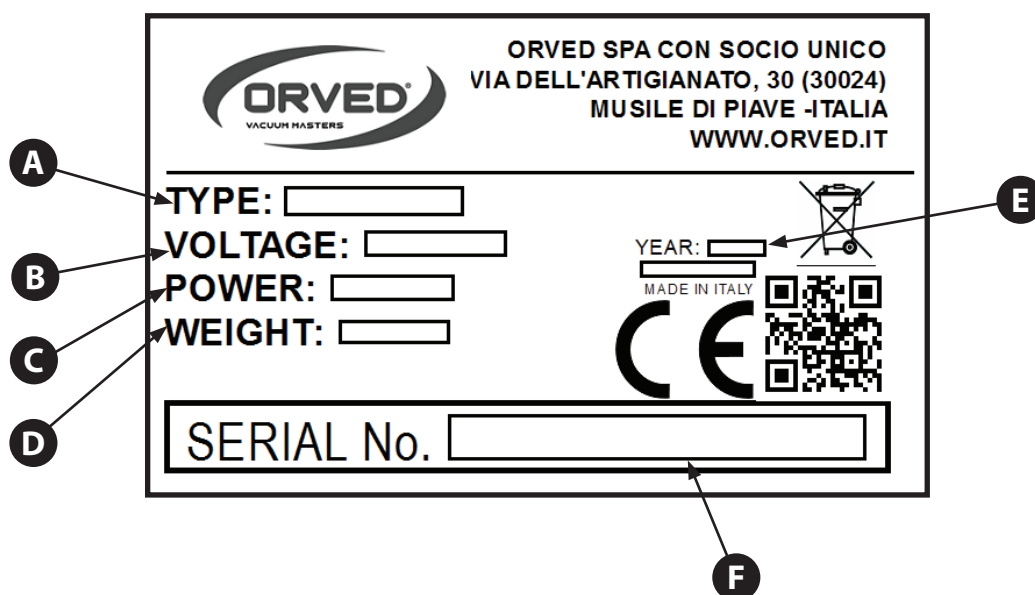 ORVED
VACUUM MASTERS
ORVED SPA CON SOCIO UNICO
VIA DELL'ARTIGIANATO, 30 (30024)
MUSILE DI PIAVE -ITALIA
WWW.ORVED.IT
A
TYPE:
B
VOLTAGE:
C
POWER:
D
WEIGHT:
E
YEAR:
MADE IN ITALY
CE
SERIAL No.
F